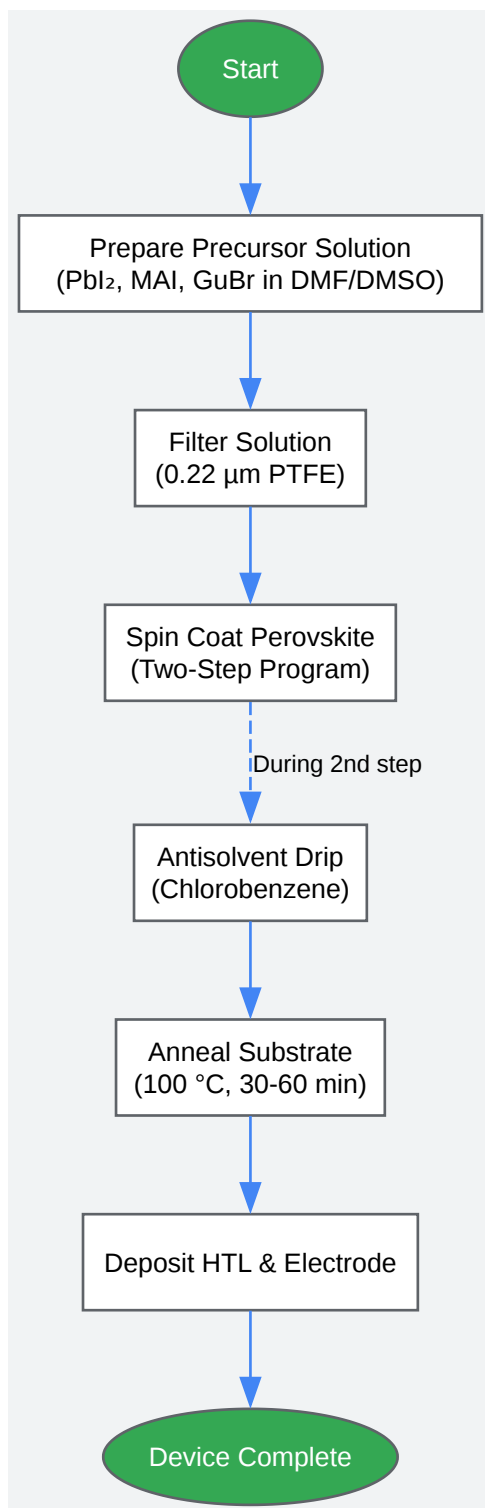 Start
Prepare Precursor Solution
(PbI₂, MAI, GuBr in DMF/DMSO)
Filter Solution
(0.22 µm PTFE)
Spin Coat Perovskite
(Two-Step Program)
During 2nd step
Antisolvent Drip
(Chlorobenzene)
Anneal Substrate
(100 °C, 30-60 min)
Deposit HTL & Electrode
Device Complete